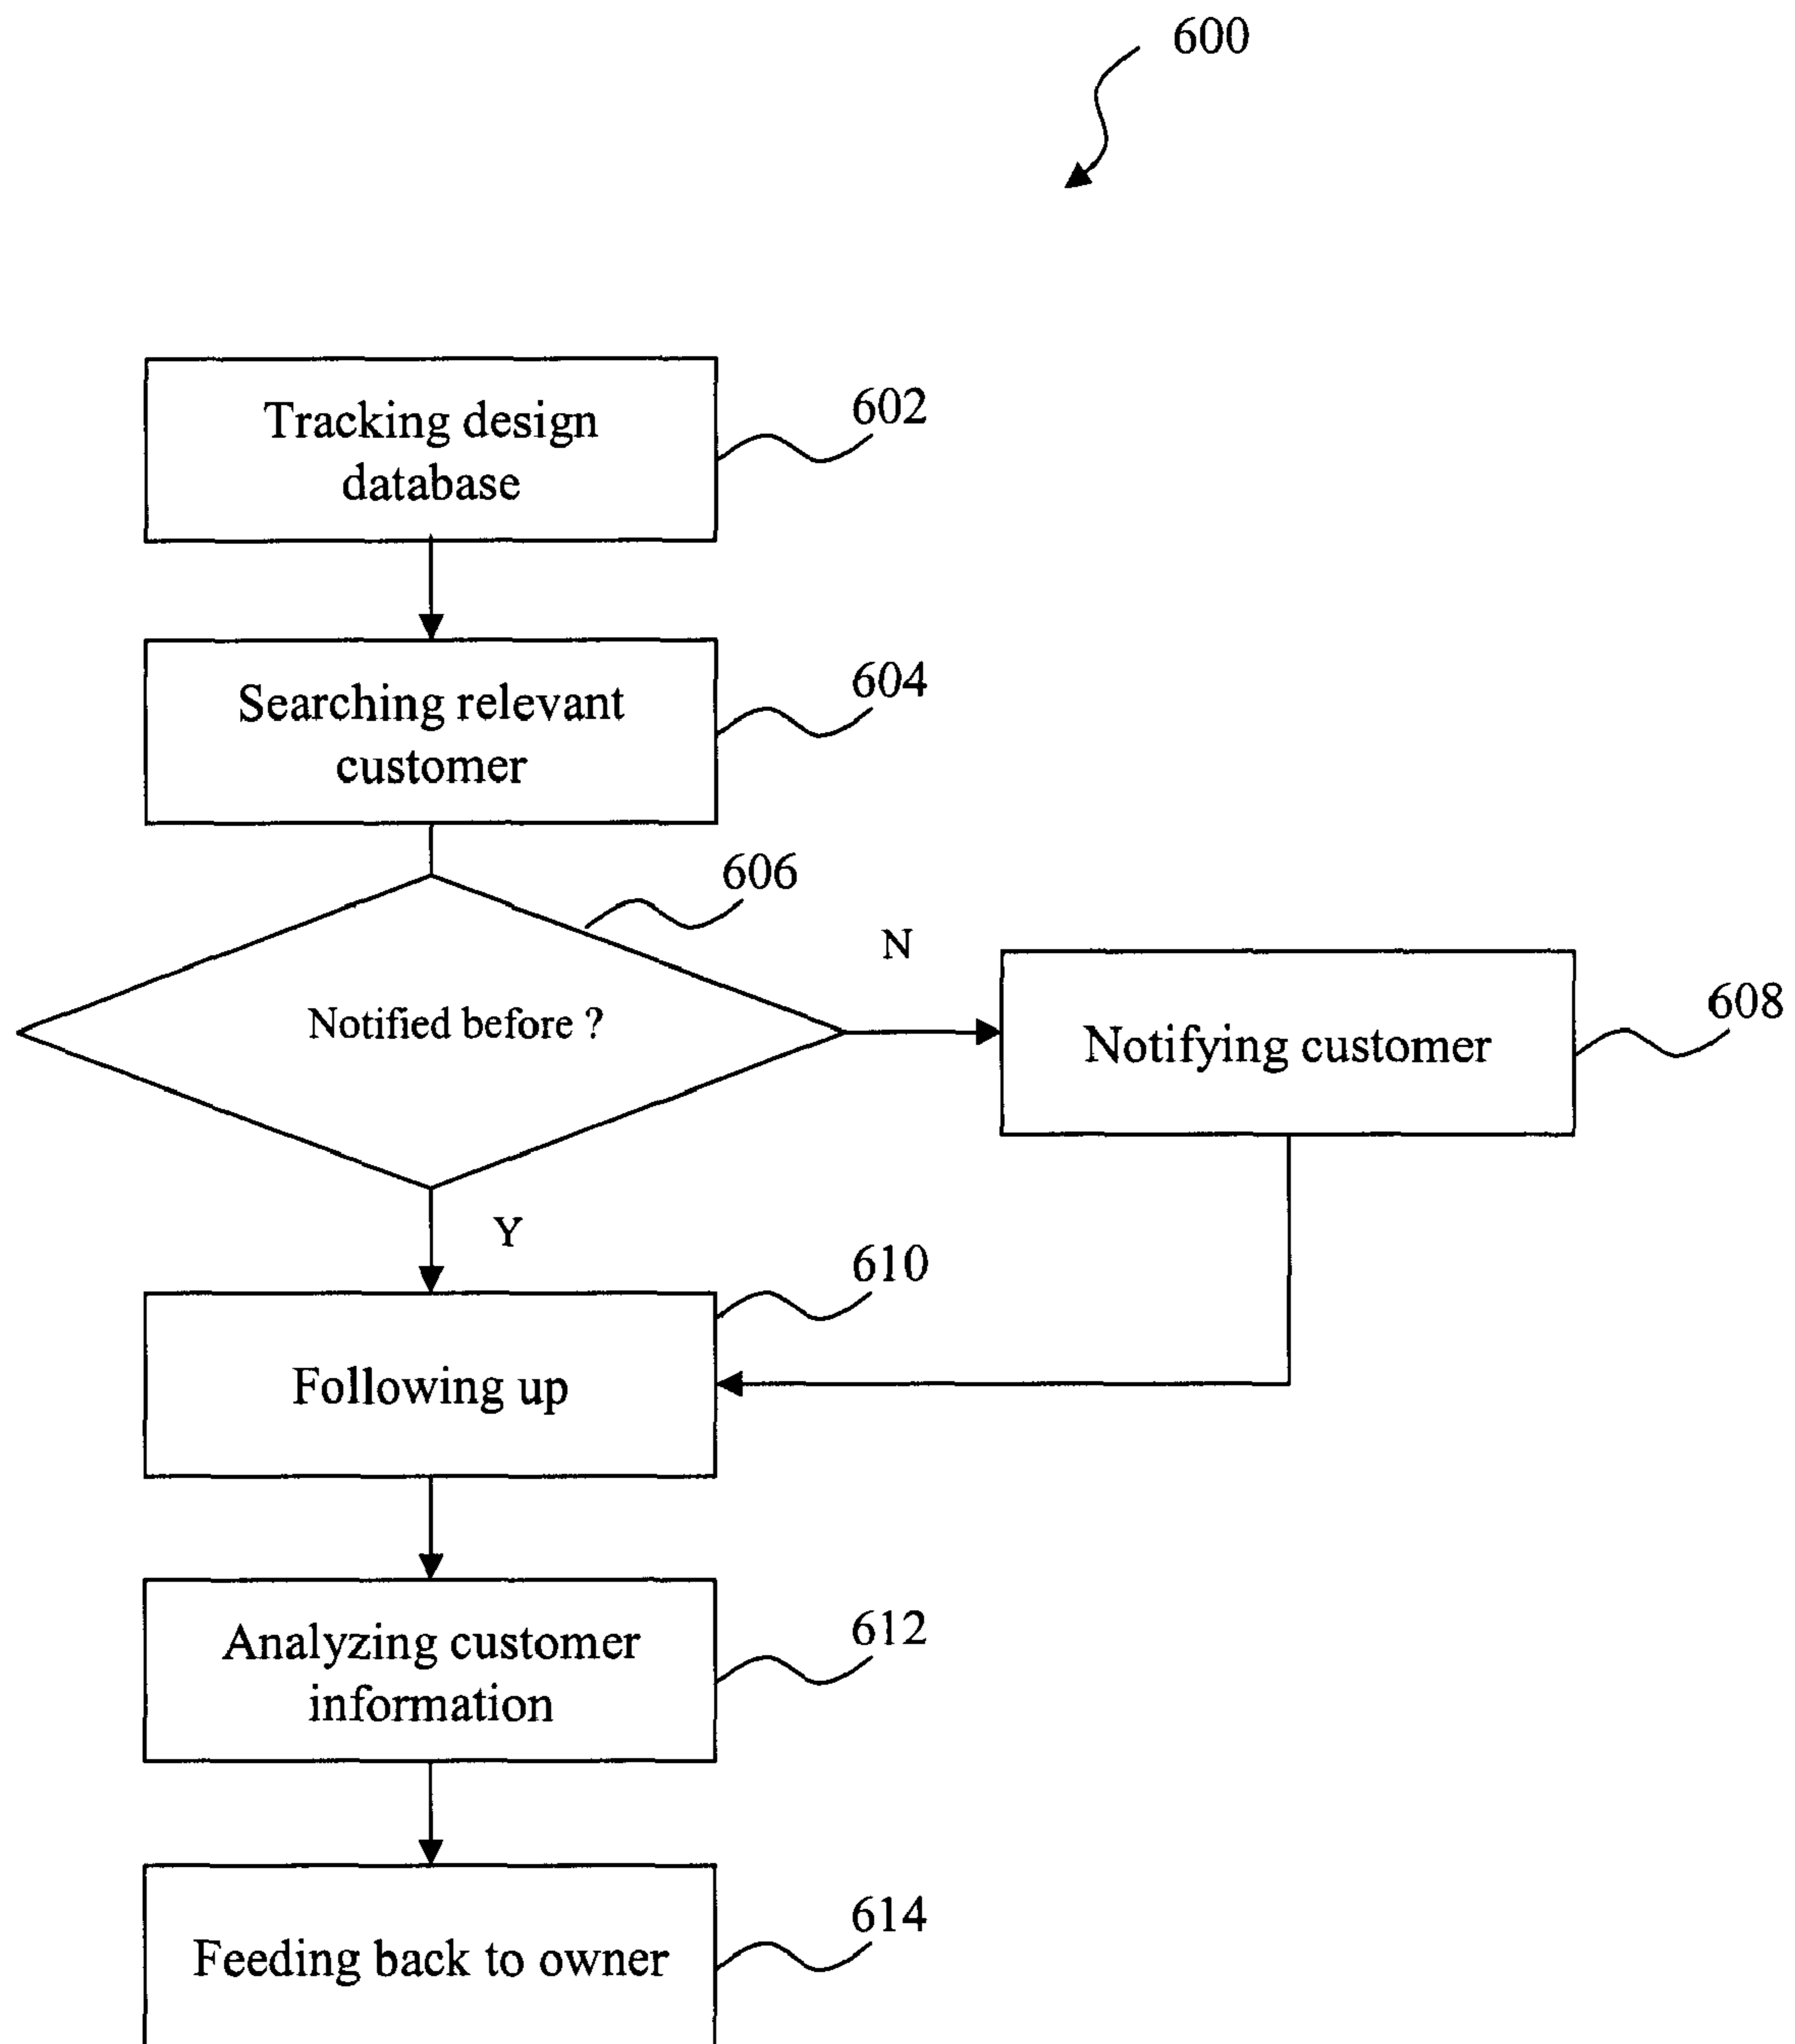 600
Tracking design
database
602
Searching relevant
customer
604
606
Notified before ?
N
Notifying customer
608
Y
610
Following up
Analyzing customer
information
612
Feeding back to owner
614